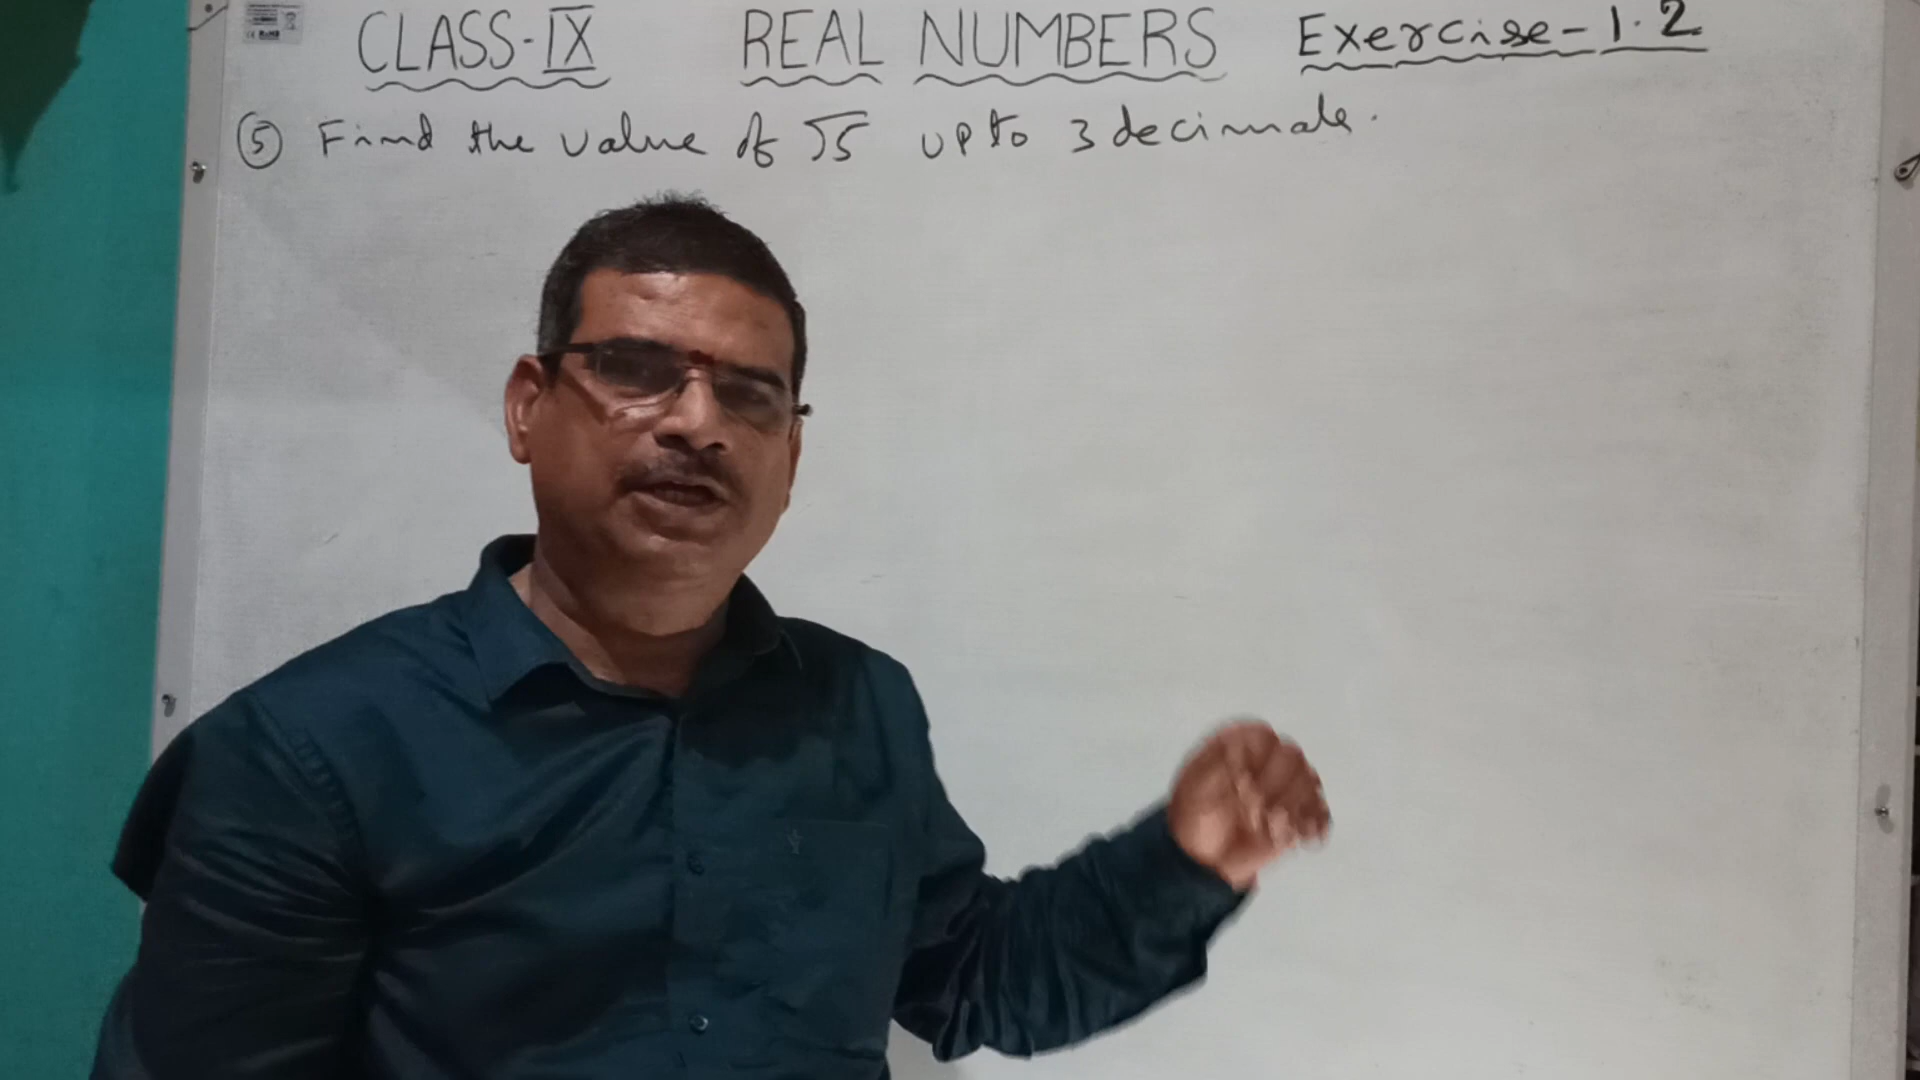 CLASS-IX REAL NUMBERS Exercise-1.2
⑤ Find the value of √5 upto 3 decimals.